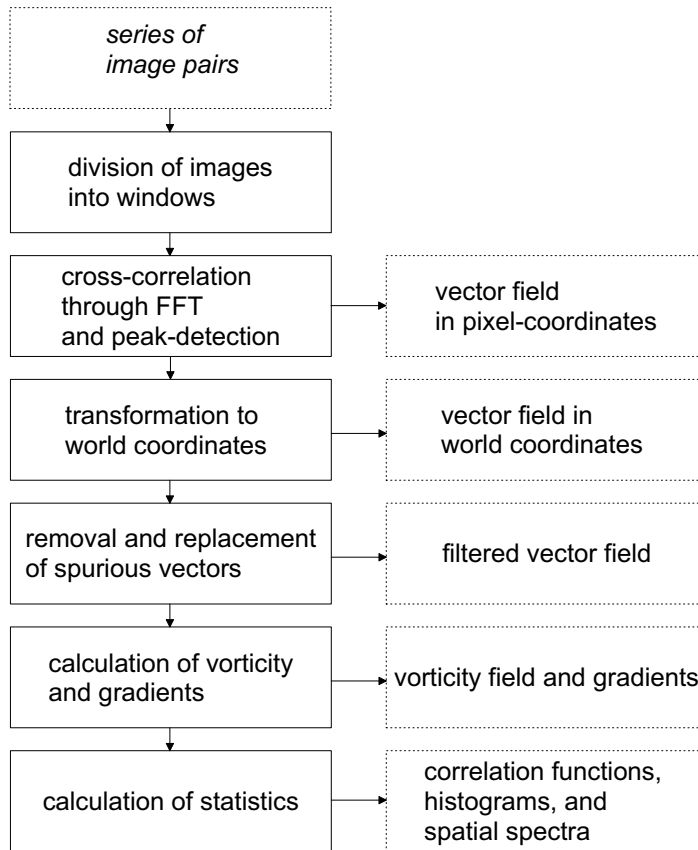 series of
image pairs
division of images
into windows
cross-correlation
through FFT
and peak-detection
vector field
in pixel-coordinates
transformation to
world coordinates
vector field in
world coordinates
removal and replacement
of spurious vectors
filtered vector field
calculation of vorticity
and gradients
vorticity field and gradients
calculation of statistics
correlation functions,
histograms, and
spatial spectra